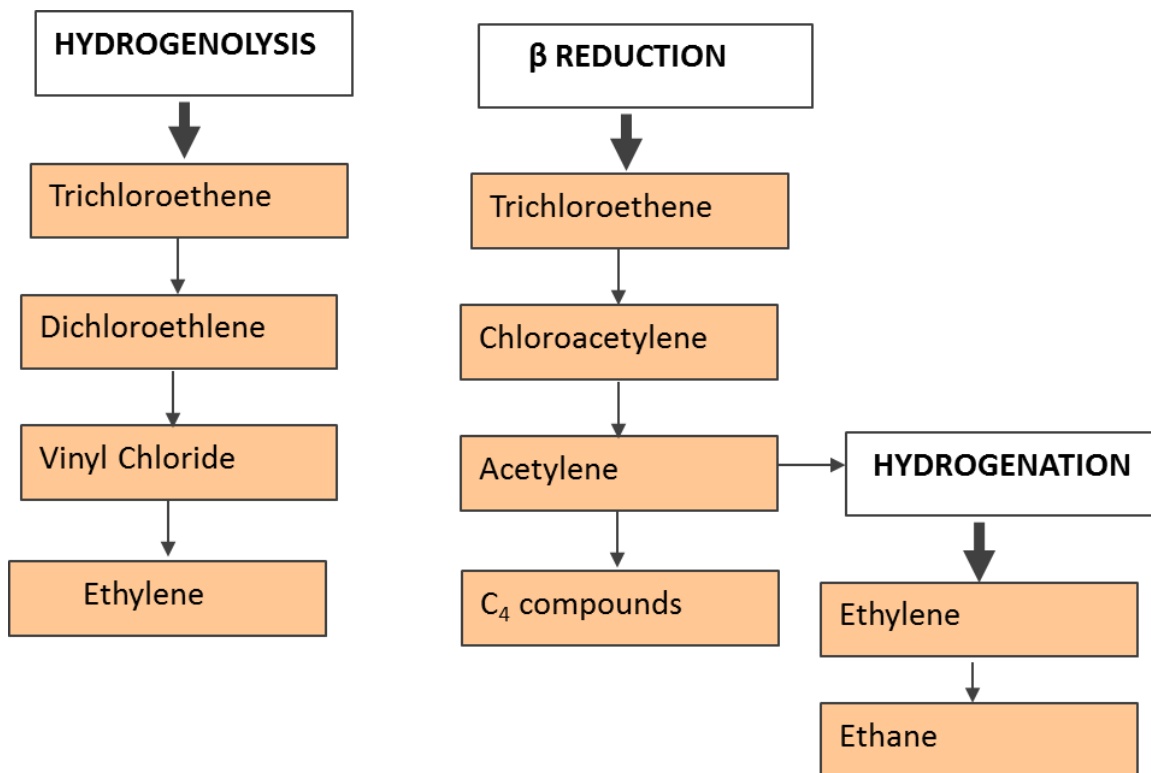 HYDROGENOLYSIS
Trichloroethene
Dichloroethlene
Vinyl Chloride
Ethylene
β REDUCTION
Trichloroethene
Chloroacetylene
Acetylene
C₄ compounds
HYDROGENATION
Ethylene
Ethane